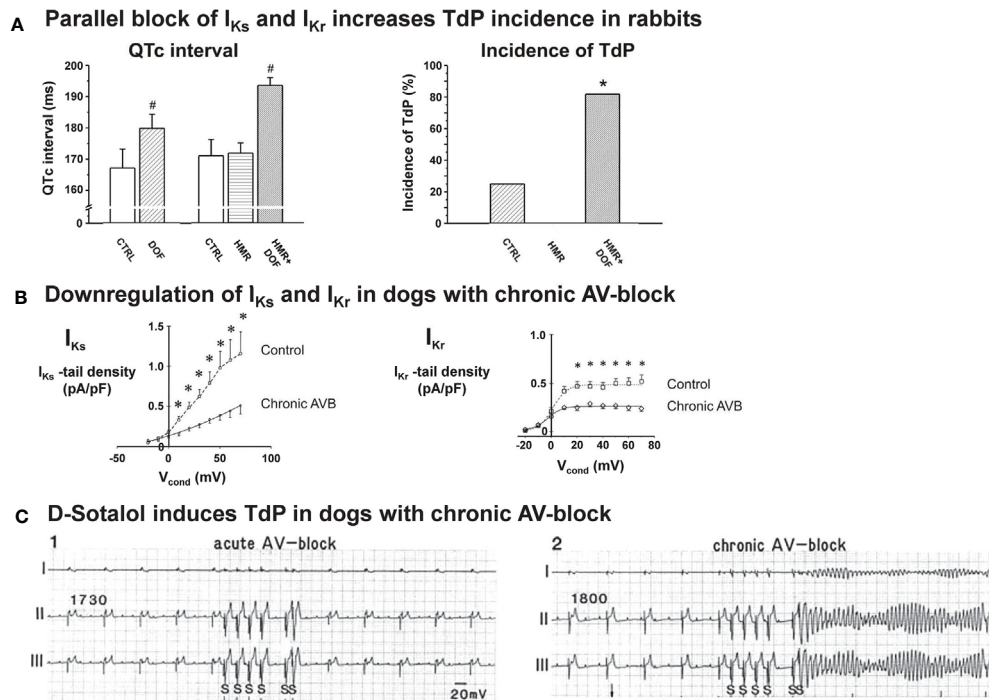 A Parallel block of IKs and IKr increases TdP incidence in rabbits
QTc interval
QTc interval (ms)
200
190
180
170
160
0
#
#
CTRL
DOF
CTRL
HMR
HMR+
DOF
Incidence of TdP
Incidence of TdP (%)
100
80
60
40
20
0
*
CTRL
HMR
HMR+
DOF
B Downregulation of IKs and IKr in dogs with chronic AV-block
IKs
IKs -tail density
(pA/pF)
1.5
1.0
0.5
0
* * * * * * *
Control
Chronic AVB
-50 0 50 100
Vcond (mV)
IKr
IKr -tail density
(pA/pF)
1.0
0.5
0
* * * * * *
Control
Chronic AVB
-20 0 20 40 60 80
Vcond (mV)
C D-Sotalol induces TdP in dogs with chronic AV-block
1 acute AV-block
I
II
III
1730
S S S S SS
20mV
2 chronic AV-block
I
II
III
1800
S S S S SS